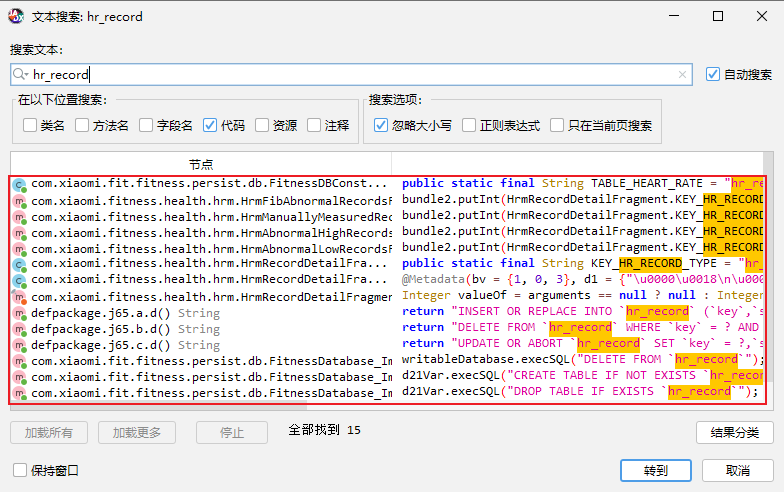 文本搜索: hr_record
搜索文本:
hr_record
自动搜索
在以下位置搜索:
类名 方法名 字段名 代码 资源 注释
搜索选项:
忽略大小写 正则表达式 只在当前页搜索
节点
com.xiaomi.fit.fitness.persist.db.FitnessDBConst... public static final String TABLE_HEART_RATE = "hr_re
com.xiaomi.fitness.health.hrm.HrmFibAbnormalRecordsF bundle2.putInt(HrmRecordDetailFragment.KEY_HR_RECORD
com.xiaomi.fitness.health.hrm.HrmManuallyMeasuredRec bundle2.putInt(HrmRecordDetailFragment.KEY_HR_RECORD
com.xiaomi.fitness.health.hrm.HrmAbnormalHighRecords bundle2.putInt(HrmRecordDetailFragment.KEY_HR_RECORD
com.xiaomi.fitness.health.hrm.HrmAbnormalLowRecordsF bundle2.putInt(HrmRecordDetailFragment.KEY_HR_RECORD
com.xiaomi.fitness.health.hrm.HrmRecordDetailFra... public static final String KEY_HR_RECORD_TYPE = "hr_
com.xiaomi.fitness.health.hrm.HrmRecordDetailFra... @Metadata(bv = {1, 0, 3}, d1 = {"\u0000\u0018\n\u000
com.xiaomi.fitness.health.hrm.HrmRecordDetailFragment Integer valueOf = arguments == null ? null : Integer
defpackage.j65.a.d() String return "INSERT OR REPLACE INTO `hr_record` (`key`,`s
defpackage.j65.b.d() String return "DELETE FROM `hr_record` WHERE `key` = ? AND
defpackage.j65.c.d() String return "UPDATE OR ABORT `hr_record` SET `key` = ?,`s
com.xiaomi.fit.fitness.persist.db.FitnessDatabase_Im writableDatabase.execSQL("DELETE FROM `hr_record`");
com.xiaomi.fit.fitness.persist.db.FitnessDatabase_Im d21Var.execSQL("CREATE TABLE IF NOT EXISTS `hr_recor
com.xiaomi.fit.fitness.persist.db.FitnessDatabase_Im d21Var.execSQL("DROP TABLE IF EXISTS `hr_record`");
加载所有 加载更多 停止 全部找到 15 结果分类
保持窗口 转到 取消